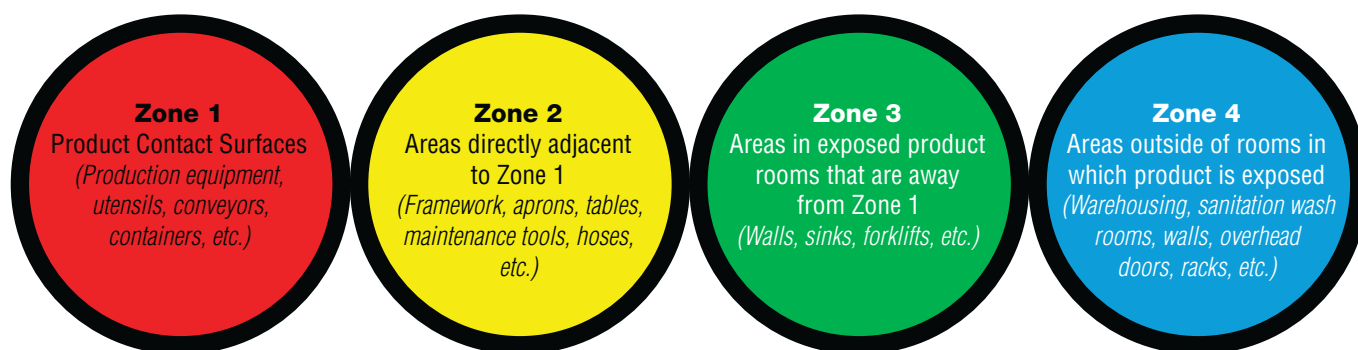 Zone 1
Product Contact Surfaces
(Production equipment,
utensils, conveyors,
containers, etc.)
Zone 2
Areas directly adjacent
to Zone 1
(Framework, aprons, tables,
maintenance tools, hoses,
etc.)
Zone 3
Areas in exposed product
rooms that are away
from Zone 1
(Walls, sinks, forklifts, etc.)
Zone 4
Areas outside of rooms in
which product is exposed
(Warehousing, sanitation wash
rooms, walls, overhead
doors, racks, etc.)